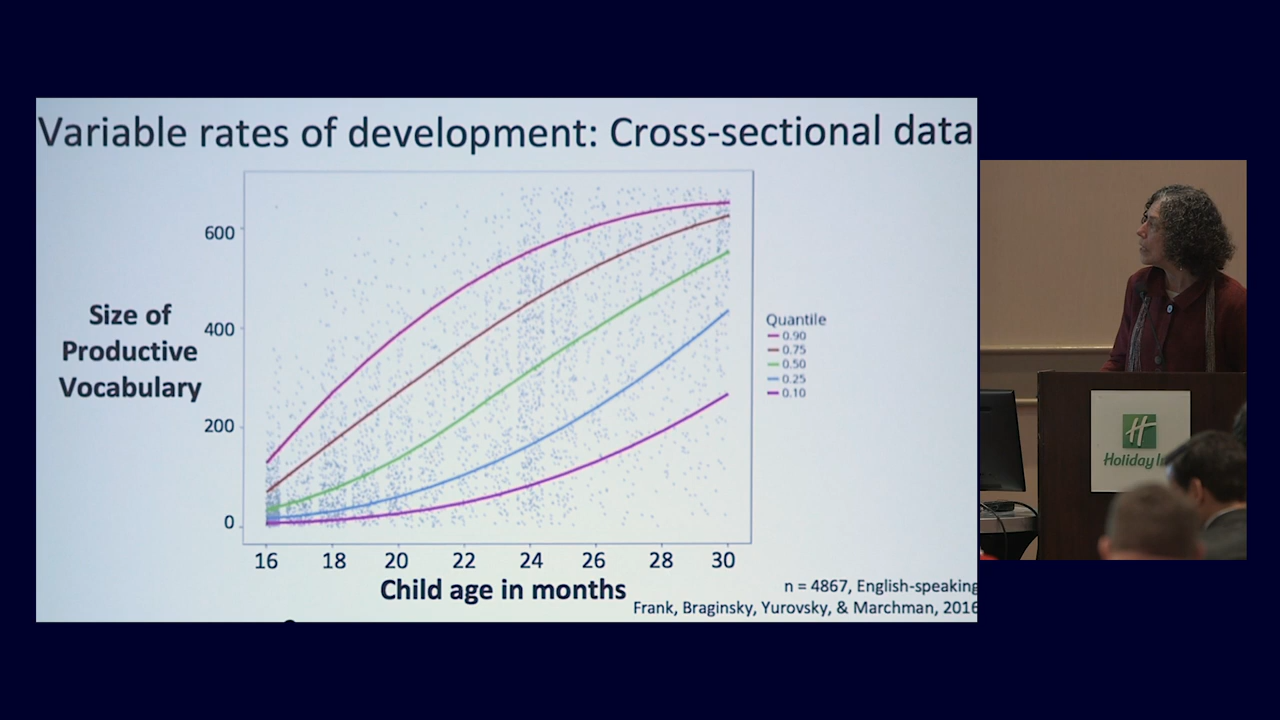 Variable rates of development: Cross-sectional data
Size of
Productive
Vocabulary
600
400
200
0
16 18 20 22 24 26 28 30
Child age in months
Quantile
0.90
0.75
0.50
0.25
0.10
n = 4867, English-speaking
Frank, Braginsky, Yurovsky, & Marchman, 2016
H
Holiday In